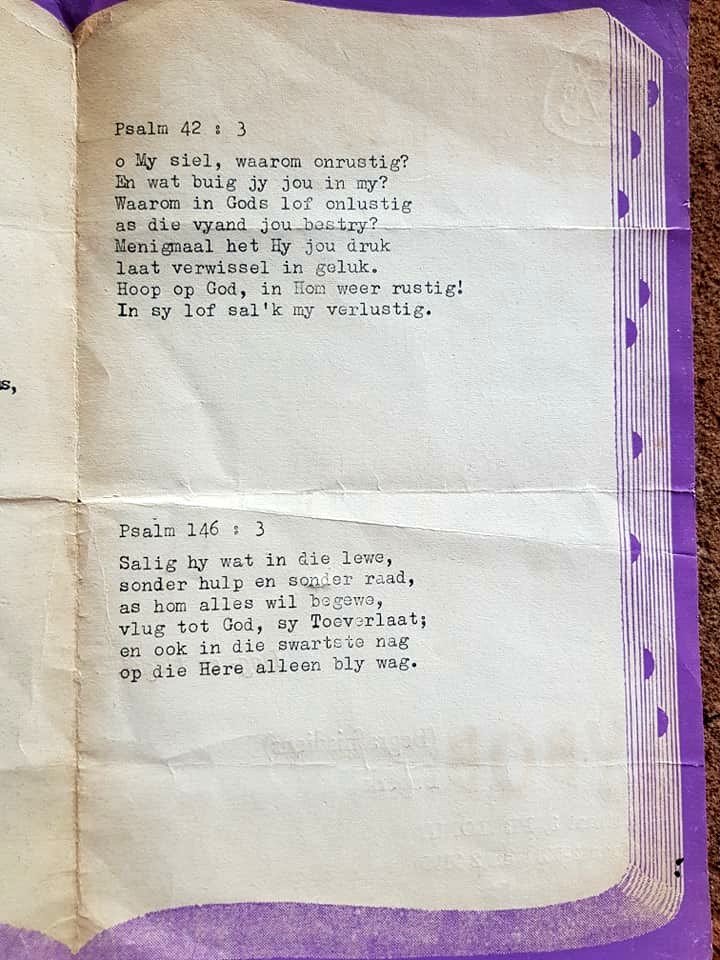 Psalm 42 : 3
o My siel, waarom onrustig?
En wat buig jy jou in my?
Waarom in Gods lof onlustig
as die vyand jou bestry?
Menigmaal het Hy jou druk
laat verwissel in geluk.
Hoop op God, in Hom weer rustig!
In sy lof sal'k my verlustig.
s,
Psalm 146 : 3
Salig hy wat in die lewe,
sonder hulp en sonder raad,
as hom alles wil begewe,
vlug tot God, sy Toeverlaat;
en ook in die swartste nag
op die Here alleen bly wag.